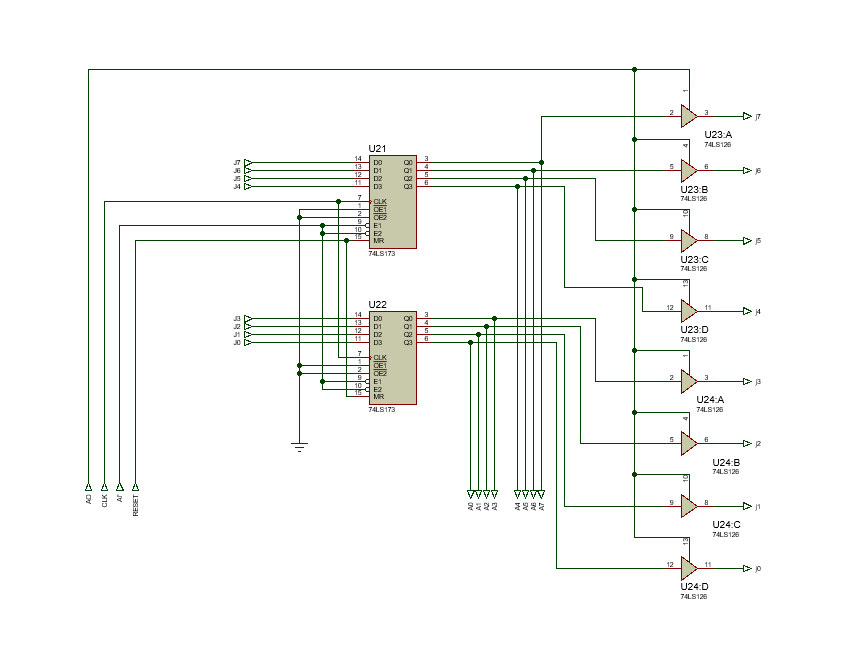 1
2 3 j7
U23:A
74LS126
4
5 6 j6
U23:B
74LS126
10
9 8 j5
U23:C
74LS126
13
12 11 j4
U23:D
74LS126
1
2 3 j3
U24:A
74LS126
4
5 6 j2
U24:B
74LS126
10
9 8 j1
U24:C
74LS126
13
12 11 j0
U24:D
74LS126
U21
J7 14 D0 Q0 3
J6 13 D1 Q1 4
J5 12 D2 Q2 5
J4 11 D3 Q3 6
7 CLK
1 OE1
2 OE2
9 E1
10 E2
15 MR
74LS173
U22
J3 14 D0 Q0 3
J2 13 D1 Q1 4
J1 12 D2 Q2 5
J0 11 D3 Q3 6
7 CLK
1 OE1
2 OE2
9 E1
10 E2
15 MR
74LS173
AO
CLK
AI'
RESET
A0
A1
A2
A3
A4
A5
A6
A7